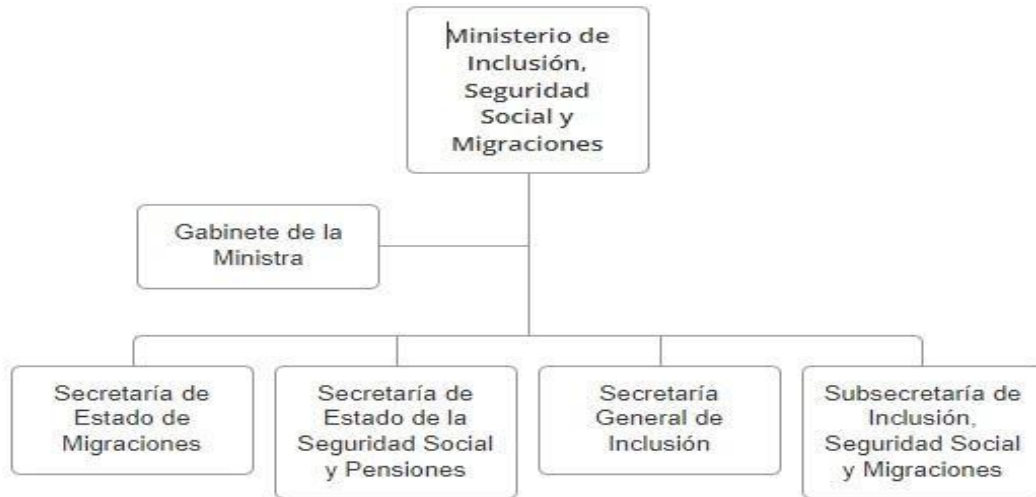 Ministerio de
Inclusión,
Seguridad
Social y
Migraciones
Gabinete de la
Ministra
Secretaría de
Estado de
Migraciones
Secretaría de
Estado de la
Seguridad Social
y Pensiones
Secretaría
General de
Inclusión
Subsecretaría de
Inclusión,
Seguridad Social
y Migraciones